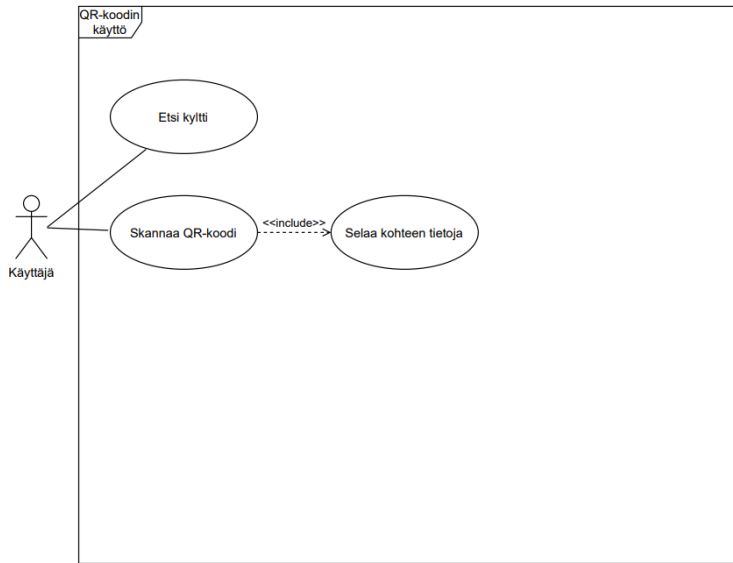 QR-koodin
käyttö
Etsi kyltti
Skannaa QR-koodi
<<include>>
Selaa kohteen tietoja
Käyttäjä